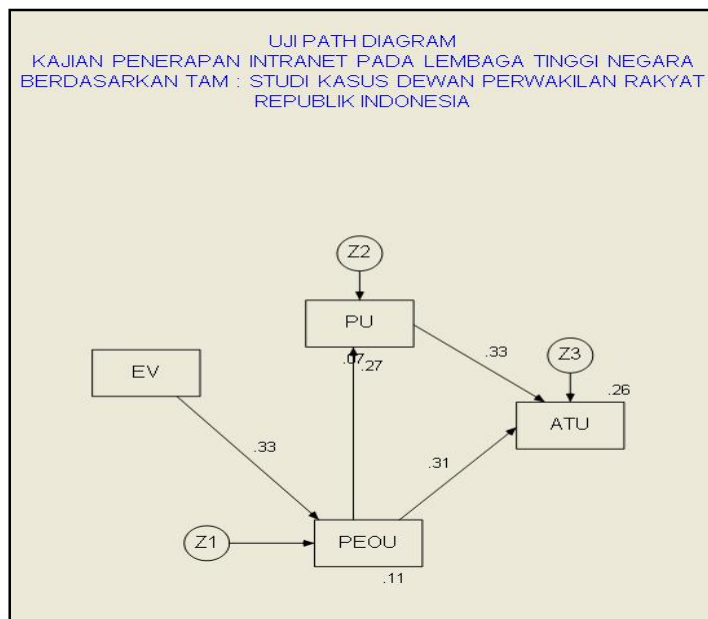 UJI PATH DIAGRAM
KAJIAN PENERAPAN INTRANET PADA LEMBAGA TINGGI NEGARA
BERDASARKAN TAM : STUDI KASUS DEWAN PERWAKILAN RAKYAT
REPUBLIK INDONESIA
Z2
PU
.33
Z3
.07
.27
EV
.26
ATU
.33
.31
Z1
PEOU
.11